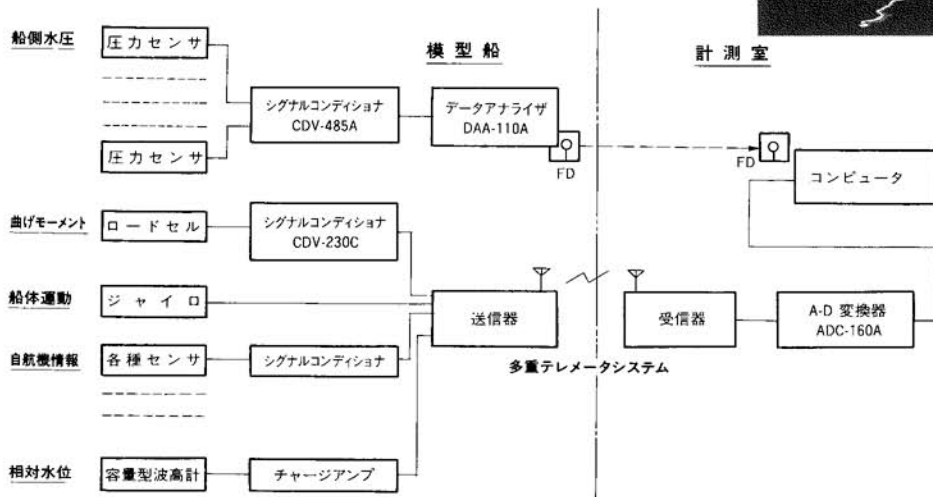 船側水圧
圧力センサ
圧力センサ
シグナルコンディショナ
CDV-485A
模型船
データアナライザ
DAA-110A
FD
計測室
FD
コンピュータ
曲げモーメント
ロードセル
シグナルコンディショナ
CDV-230C
船体運動
ジャイロ
送信器
受信器
A-D 変換器
ADC-160A
自航機情報
各種センサ
シグナルコンディショナ
多重テレメータシステム
相対水位
容量型波高計
チャージアンプ